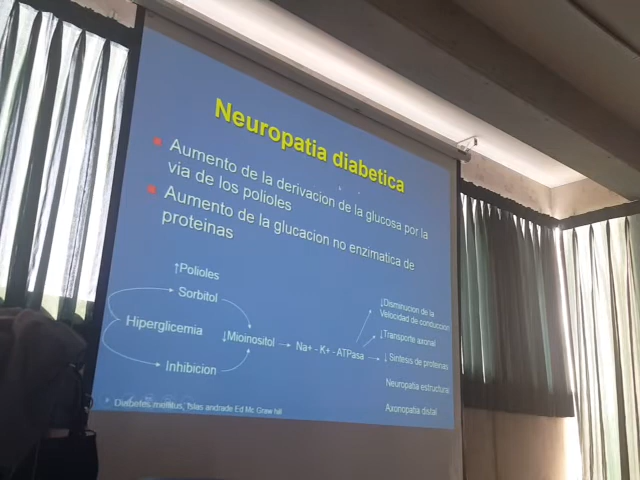 Neuropatia diabetica
Aumento de la derivacion de la glucosa por la
via de los polioles
Aumento de la glucacion no enzimatica de
proteinas
↑Polioles
Sorbitol
Hiperglicemia
Inhibicion
↓Mioinositol
Na+ - K+ - ATPasa
↓Disminucion de la
Velocidad de conduccion
↓Transporte axonal
↓ Sintesis de proteinas
Neuropatia estructural
Axonopatia distal
Diabetes mellitus, Islas andrade Ed Mc Graw hill